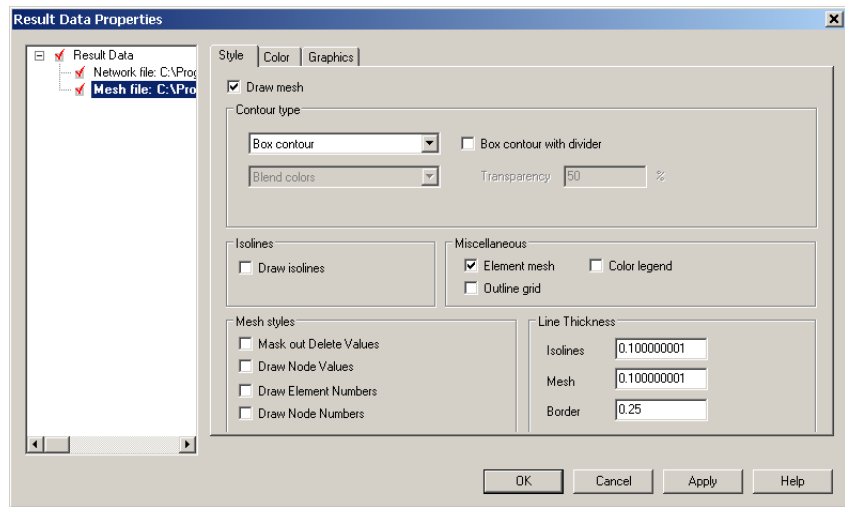 Result Data Properties
Result Data
Network file: C:\Prog
Mesh file: C:\Pro
Style Color Graphics
Draw mesh
Contour type
Box contour
Box contour with divider
Blend colors
Transparency 50 %
Isolines
Draw isolines
Miscellaneous
Element mesh
Color legend
Outline grid
Mesh styles
Mask out Delete Values
Draw Node Values
Draw Element Numbers
Draw Node Numbers
Line Thickness
Isolines 0.100000001
Mesh 0.100000001
Border 0.25
OK Cancel Apply Help